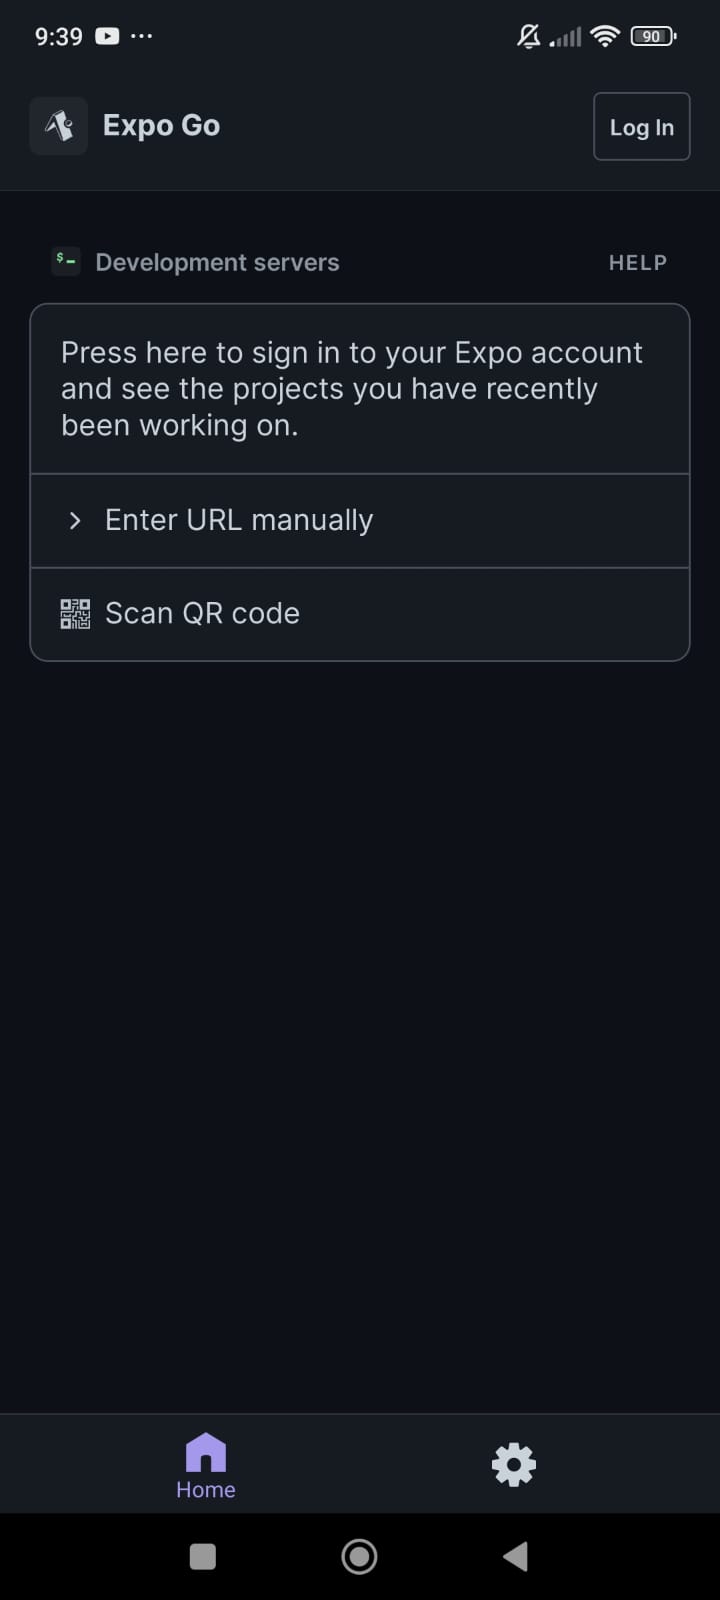 9:39
90
Expo Go
Log In
$
Development servers
HELP
Press here to sign in to your Expo account
and see the projects you have recently
been working on.
Enter URL manually
Scan QR code
Home